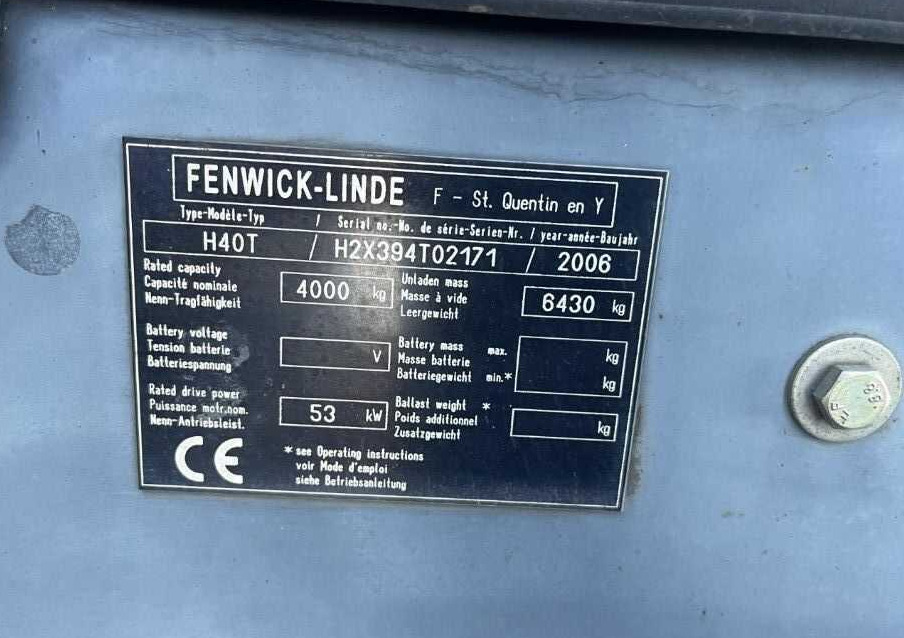 FENWICK-LINDE F - St. Quentin en Y
Type-Modèle-Typ / Serial no.-No. de série-Serien-Nr. / year-année-Baujahr
H40T / H2X394T02171 / 2006
Rated capacity
Capacité nominale
Nenn-Tragfähigkeit
4000 kg
Unladen mass
Masse à vide
Leergewicht
6430 kg
Battery voltage
Tension batterie
Batteriespannung
V
Battery mass max.
Masse batterie
Batteriegewicht min.*
kg
kg
Rated drive power
Puissance motr.nom.
Nenn-Antriebsleist.
53 kW
Ballast weight *
Poids additionnel
Zusatzgewicht
kg
CE
* see Operating instructions
voir Mode d'emploi
siehe Betriebsanleitung